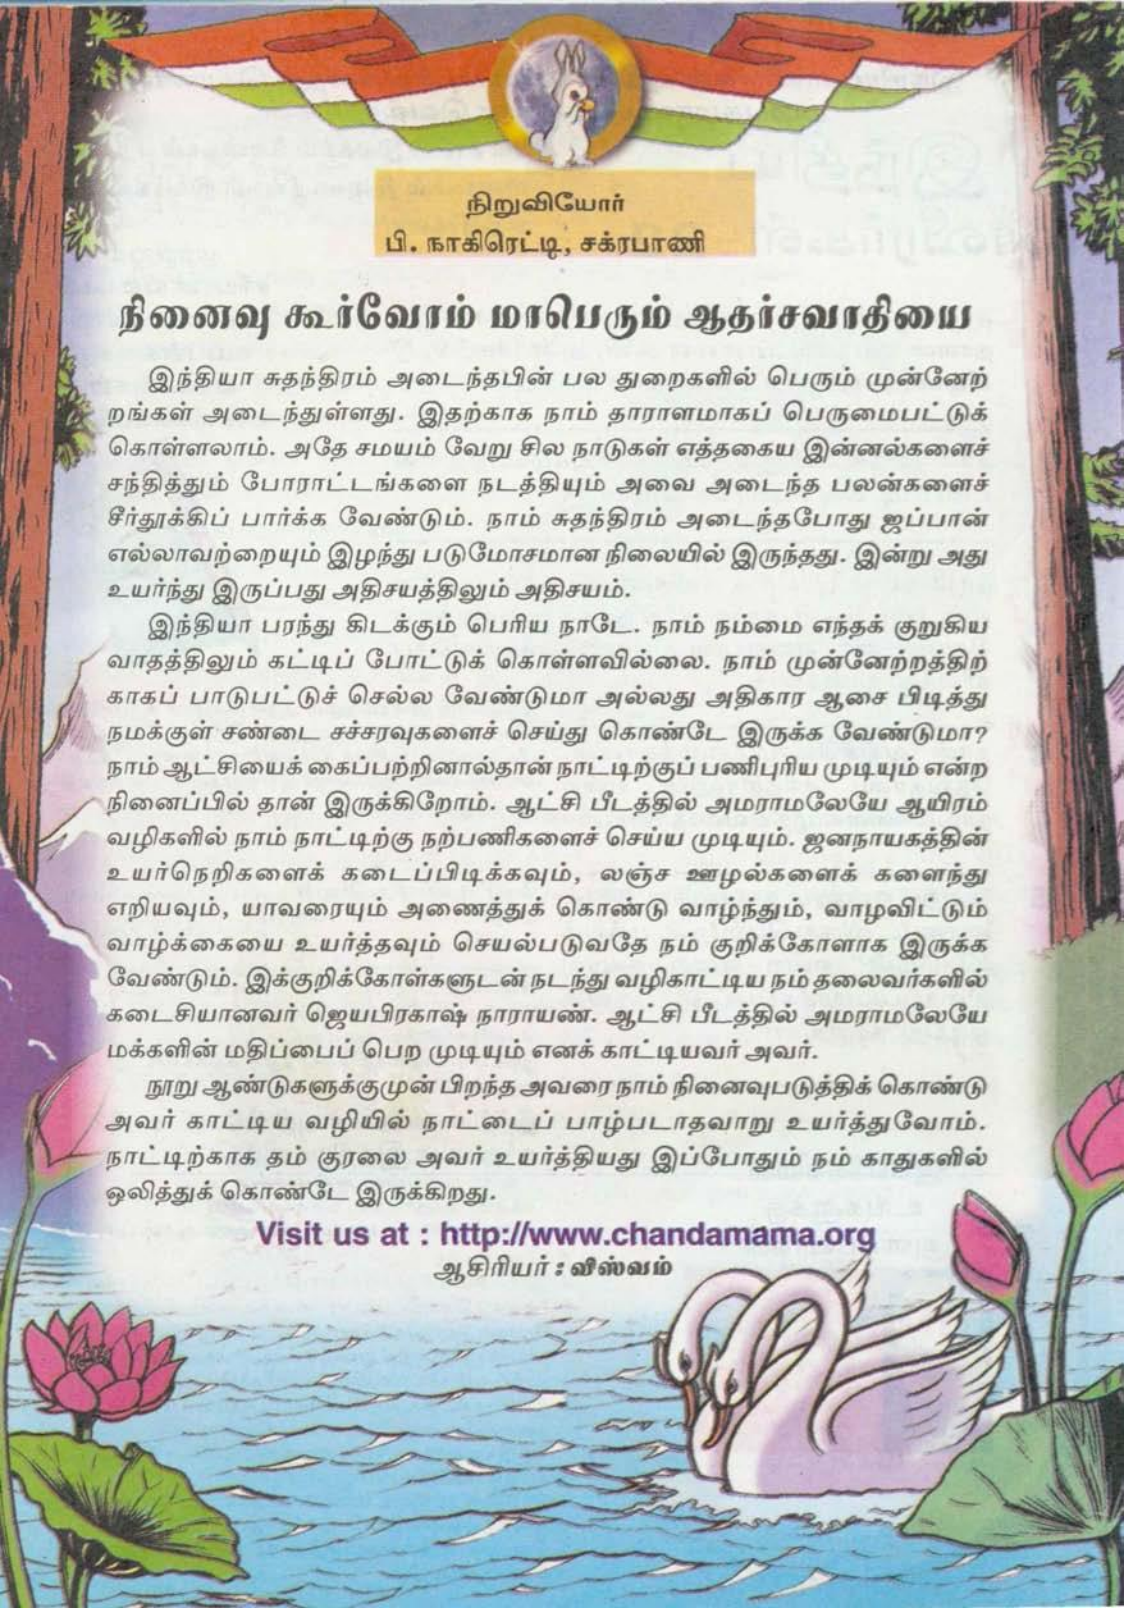 நிறுவியோர்
பி. நாகிரெட்டி, சக்ரபாணி
நினைவு கூர்வோம் மாபெரும் ஆதர்சவாதியை
இந்தியா சுதந்திரம் அடைந்தபின் பல துறைகளில் பெரும் முன்னேற்
றங்கள் அடைந்துள்ளது. இதற்காக நாம் தாராளமாகப் பெருமைபட்டுக்
கொள்ளலாம். அதே சமயம் வேறு சில நாடுகள் எத்தகைய இன்னல்களைச்
சந்தித்தும் போராட்டங்களை நடத்தியும் அவை அடைந்த பலன்களைச்
சீர்தூக்கிப் பார்க்க வேண்டும். நாம் சுதந்திரம் அடைந்தபோது ஜப்பான்
எல்லாவற்றையும் இழந்து படுமோசமான நிலையில் இருந்தது. இன்று அது
உயர்ந்து இருப்பது அதிசயத்திலும் அதிசயம்.
இந்தியா பரந்து கிடக்கும் பெரிய நாடே. நாம் நம்மை எந்தக் குறுகிய
வாதத்திலும் கட்டிப் போட்டுக் கொள்ளவில்லை. நாம் முன்னேற்றத்திற்
காகப் பாடுபட்டுச் செல்ல வேண்டுமா அல்லது அதிகார ஆசை பிடித்து
நமக்குள் சண்டை சச்சரவுகளைச் செய்து கொண்டே இருக்க வேண்டுமா?
நாம் ஆட்சியைக் கைப்பற்றினால்தான் நாட்டிற்குப் பணிபுரிய முடியும் என்ற
நினைப்பில் தான் இருக்கிறோம். ஆட்சி பீடத்தில் அமராமலேயே ஆயிரம்
வழிகளில் நாம் நாட்டிற்கு நற்பணிகளைச் செய்ய முடியும். ஜனநாயகத்தின்
உயர்நெறிகளைக் கடைப்பிடிக்கவும், லஞ்ச ஊழல்களைக் களைந்து
எறியவும், யாவரையும் அணைத்துக் கொண்டு வாழ்ந்தும், வாழவிட்டும்
வாழ்க்கையை உயர்த்தவும் செயல்படுவதே நம் குறிக்கோளாக இருக்க
வேண்டும். இக்குறிக்கோள்களுடன் நடந்து வழிகாட்டிய நம் தலைவர்களில்
கடைசியானவர் ஜெயபிரகாஷ் நாராயண். ஆட்சி பீடத்தில் அமராமலேயே
மக்களின் மதிப்பைப் பெற முடியும் எனக் காட்டியவர் அவர்.
நூறு ஆண்டுகளுக்குமுன் பிறந்த அவரை நாம் நினைவுபடுத்திக் கொண்டு
அவர் காட்டிய வழியில் நாட்டைப் பாழ்படாதவாறு உயர்த்துவோம்.
நாட்டிற்காக தம் குரலை அவர் உயர்த்தியது இப்போதும் நம் காதுகளில்
ஒலித்துக் கொண்டே இருக்கிறது.
Visit us at : http://www.chandamama.org
ஆசிரியர் : விஸ்வம்